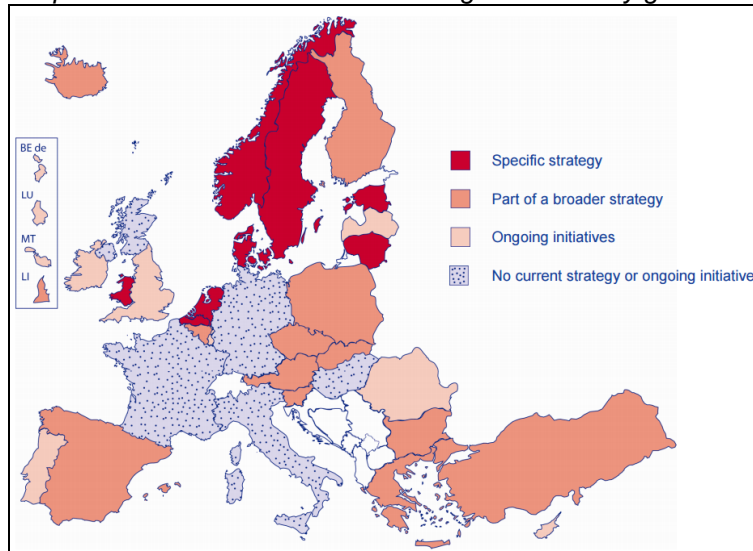 BE de
LU
MT
LI
Specific strategy
Part of a broader strategy
Ongoing initiatives
No current strategy or ongoing initiative